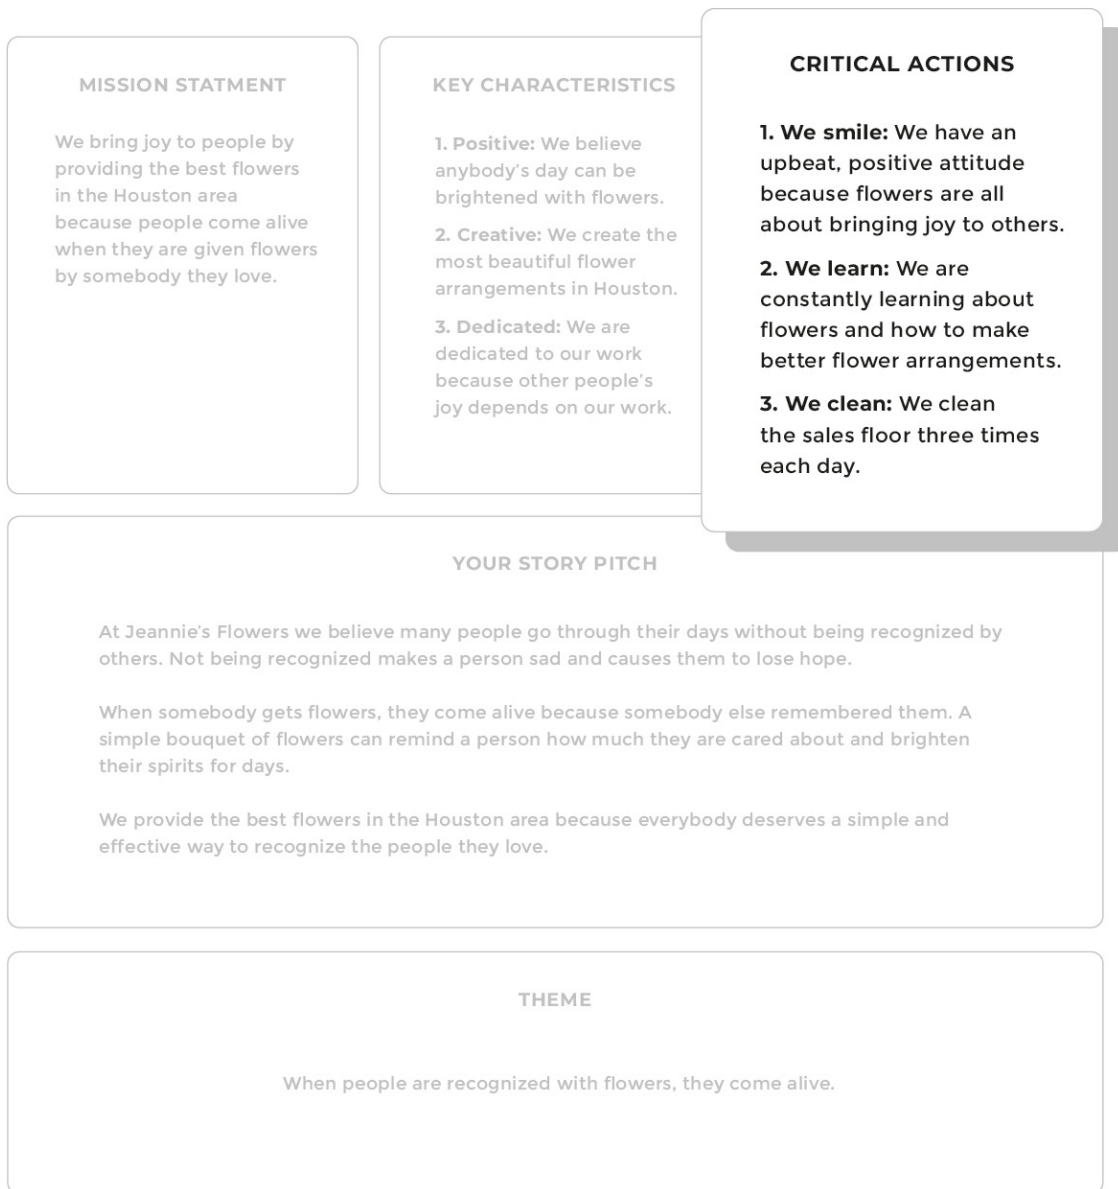 MISSION STATMENT
We bring joy to people by
providing the best flowers
in the Houston area
because people come alive
when they are given flowers
by somebody they love.
KEY CHARACTERISTICS
1. Positive: We believe
anybody’s day can be
brightened with flowers.
2. Creative: We create the
most beautiful flower
arrangements in Houston.
3. Dedicated: We are
dedicated to our work
because other people’s
joy depends on our work.
CRITICAL ACTIONS
1. We smile: We have an
upbeat, positive attitude
because flowers are all
about bringing joy to others.
2. We learn: We are
constantly learning about
flowers and how to make
better flower arrangements.
3. We clean: We clean
the sales floor three times
each day.
YOUR STORY PITCH
At Jeannie’s Flowers we believe many people go through their days without being recognized by
others. Not being recognized makes a person sad and causes them to lose hope.
When somebody gets flowers, they come alive because somebody else remembered them. A
simple bouquet of flowers can remind a person how much they are cared about and brighten
their spirits for days.
We provide the best flowers in the Houston area because everybody deserves a simple and
effective way to recognize the people they love.
THEME
When people are recognized with flowers, they come alive.